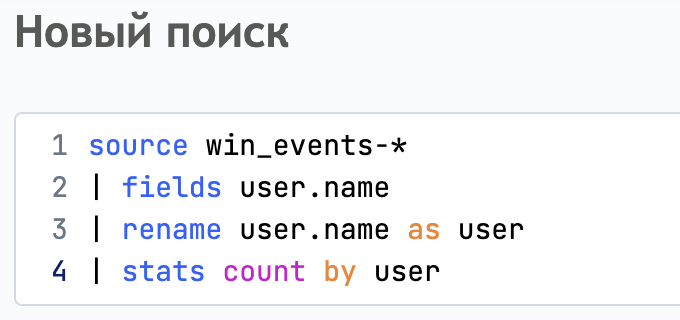 Новый поиск
1 source win_events-*
2 | fields user.name
3 | rename user.name as user
4 | stats count by user